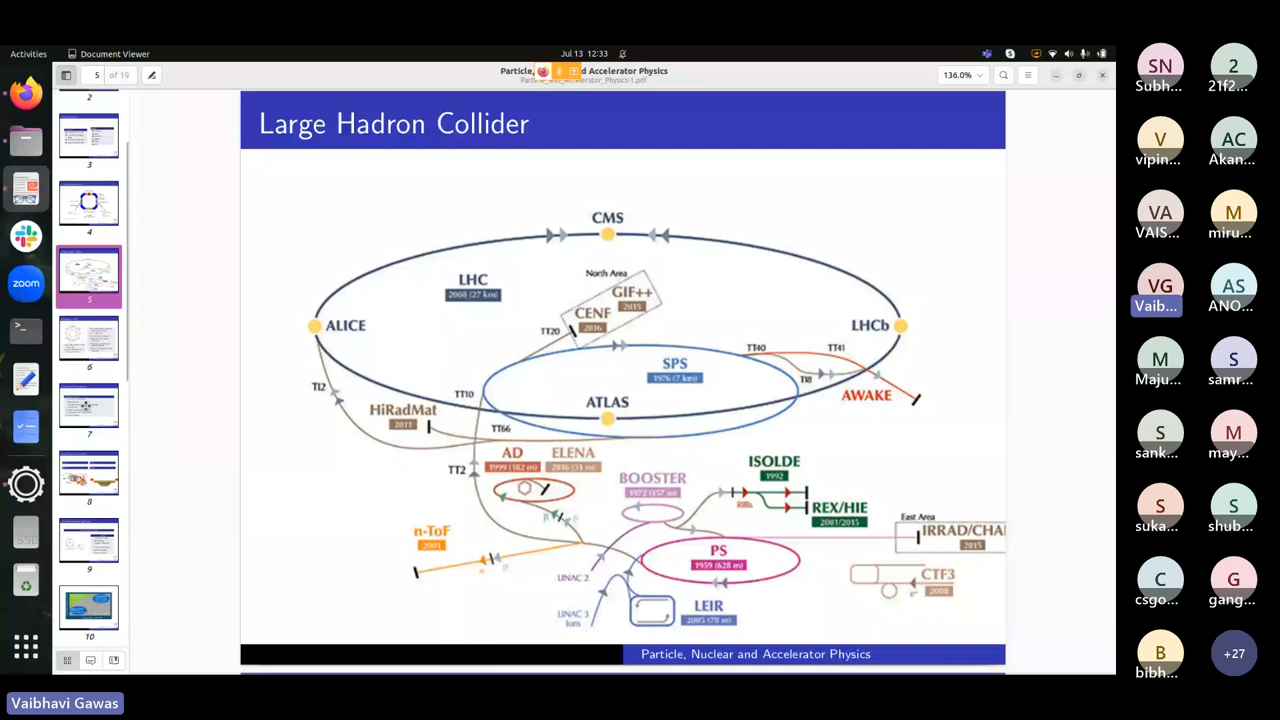 Activities
Document Viewer
Jul 13 12:33
5 of 19
Particle, and Accelerator Physics
136.0%
2
3
4
5
6
7
8
9
10
zoom
Large Hadron Collider
CMS
LHC
2008 (27 km)
North Area
GIF++
2015
CENF
2016
TT20
ALICE
LHCb
TT40
TT41
SPS
1976 (7 km)
TI8
AWAKE
TI2
TT10
ATLAS
HiRadMat
2011
TT66
AD
1999 (182 m)
ELENA
2016 (31 m)
TT2
BOOSTER
1972 (157 m)
ISOLDE
1992
RIBs
REX/HIE
2001/2015
n-ToF
2001
n
p
p
East Area
IRRAD/CHA
2015
PS
1959 (628 m)
LINAC 2
CTF3
2008
e-
LINAC 3
Ions
LEIR
2005 (78 m)
Particle, Nuclear and Accelerator Physics
Vaibhavi Gawas
SN
Subh...
2
21f2...
V
vipin...
AC
Akan...
VA
VAIS...
M
miru...
VG
Vaib...
AS
ANO...
M
Maju...
S
samr...
S
sank...
M
may...
S
suka...
S
shub...
C
csgo...
G
gang...
B
bibh...
+27